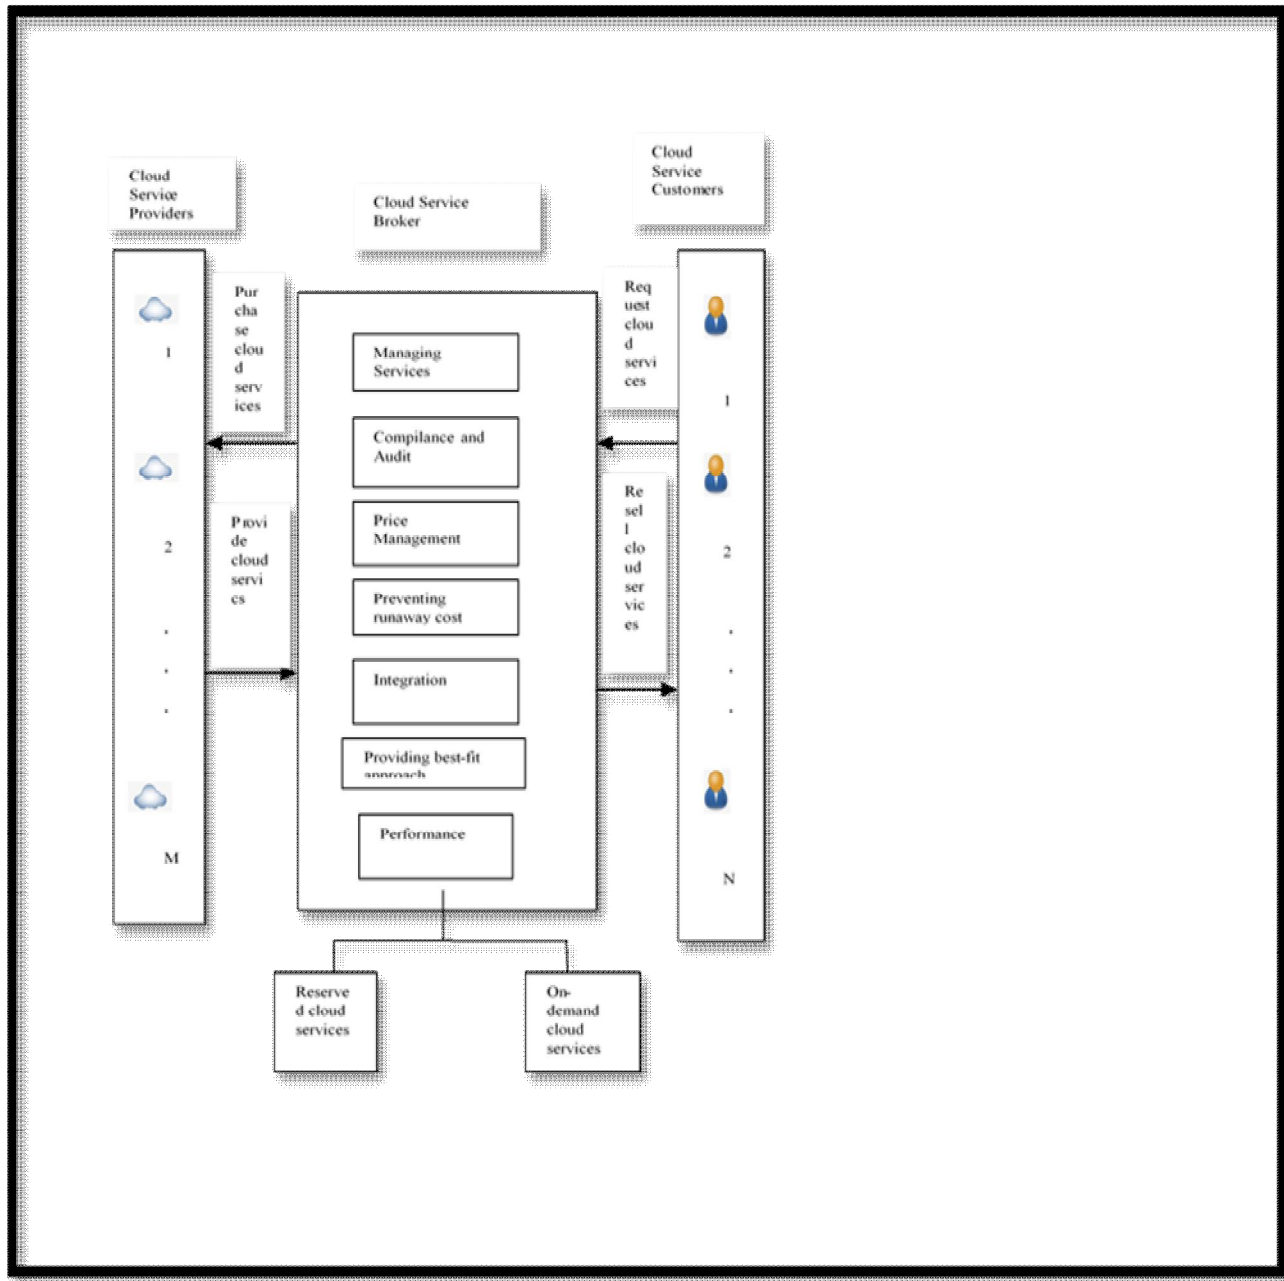 Cloud
Service
Providers
Cloud Service
Broker
Cloud
Service
Customers
1
2
.
.
.
M
Pur
cha
se
clou
d
serv
ices
Provi
de
cloud
servi
cs
Managing
Services
Compilance and
Audit
Price
Management
Preventing
runaway cost
Integration
Providing best-fit
approach
Performance
Req
uest
clou
d
servi
ces
Re
sel
l
clo
ud
ser
vic
es
1
2
.
.
.
N
Reserve
d cloud
services
On-
demand
cloud
services